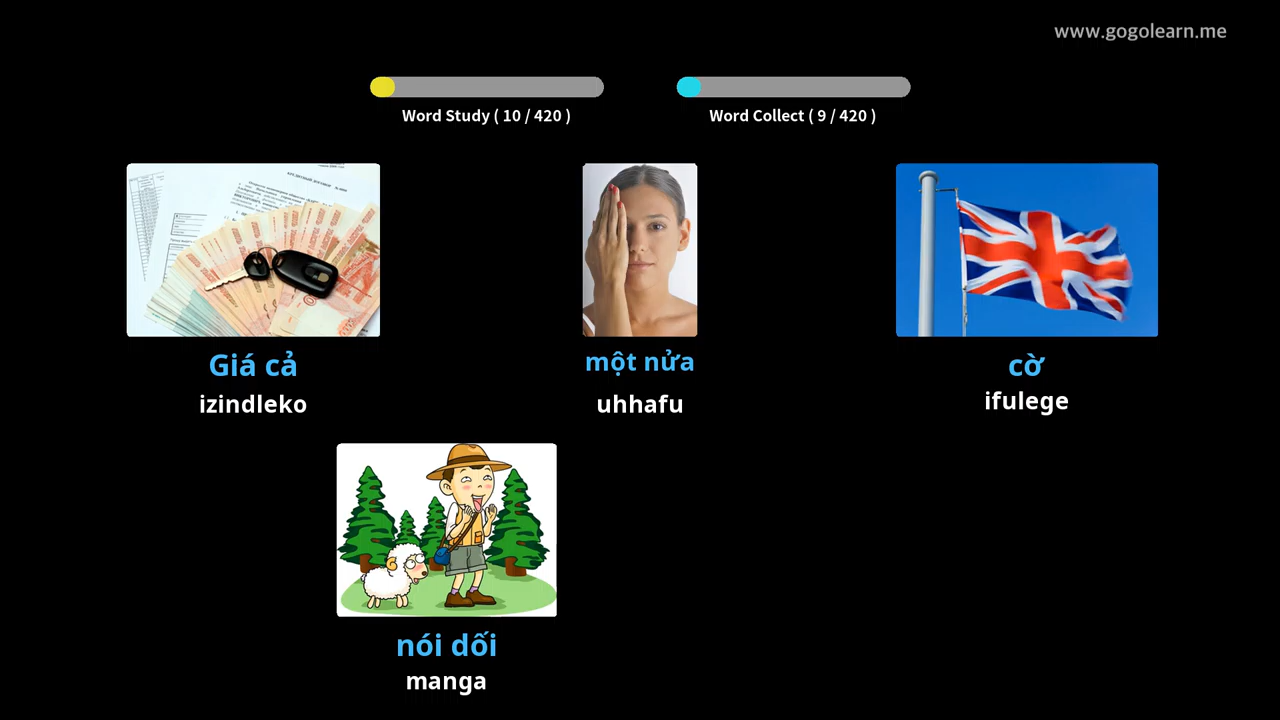 www.gogolearn.me
Word Study ( 10 / 420 )
Word Collect ( 9 / 420 )
Giá cả
izindleko
một nửa
uhhafu
cờ
ifulege
nói dối
manga